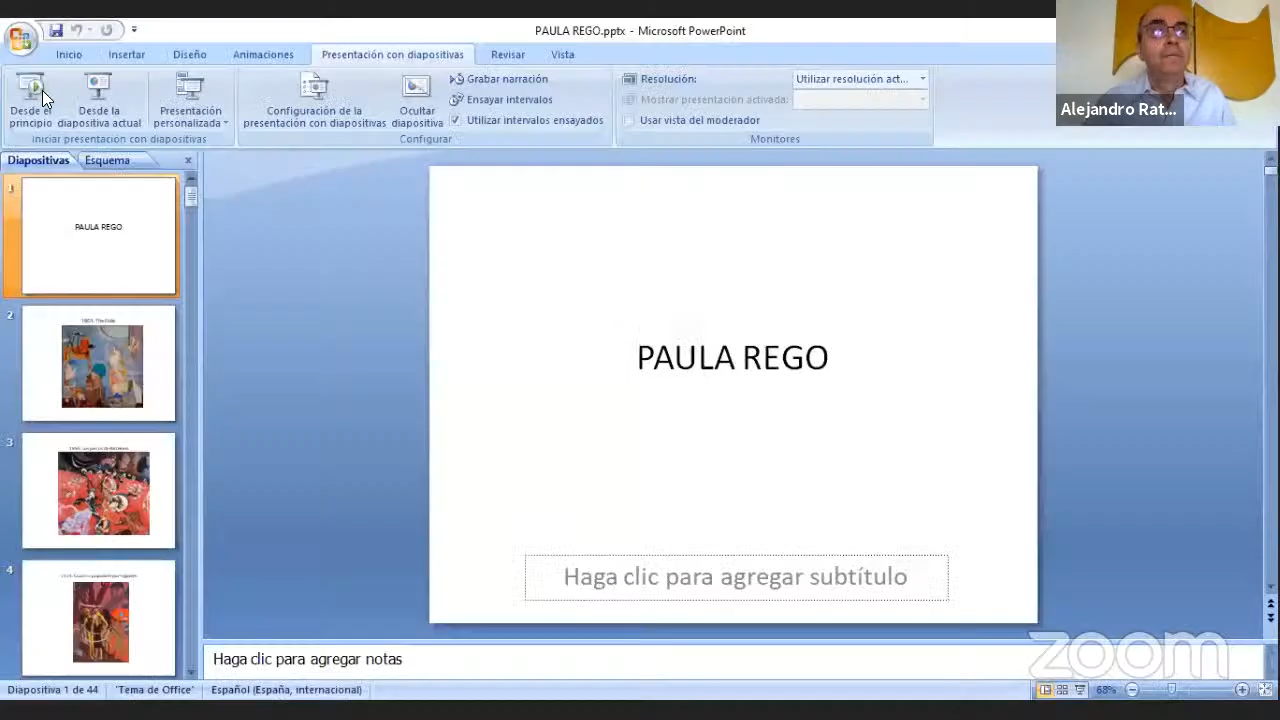 PAULA REGO.pptx - Microsoft PowerPoint
Inicio Insertar Diseño Animaciones Presentación con diapositivas Revisar Vista
Desde el principio
Desde la diapositiva actual
Presentación personalizada
Iniciar presentación con diapositivas
Configuración de la presentación con diapositivas
Ocultar diapositiva
Grabar narración
Ensayar intervalos
Utilizar intervalos ensayados
Configurar
Resolución: Utilizar resolución act...
Mostrar presentación activada:
Usar vista del moderador
Monitores
Alejandro Rat...
Diapositivas Esquema
1
PAULA REGO
2
3
4
PAULA REGO
Haga clic para agregar subtítulo
Haga clic para agregar notas
zoom
Diapositiva 1 de 44 "Tema de Office" Español (España, internacional) 68%